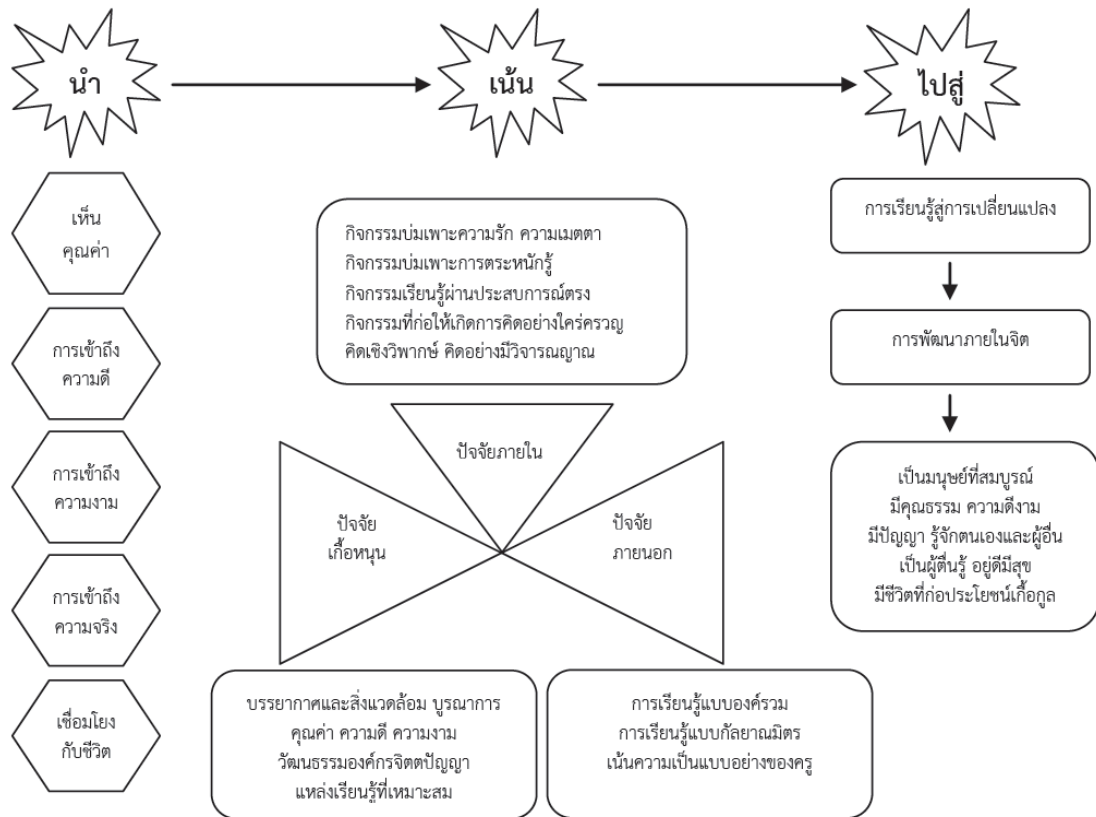 นำ
เน้น
ไปสู่
เห็น
คุณค่า
การเข้าถึง
ความดี
การเข้าถึง
ความงาม
การเข้าถึง
ความจริง
เชื่อมโยง
กับชีวิต
กิจกรรมบ่มเพาะความรัก ความเมตตา
กิจกรรมบ่มเพาะการตระหนักรู้
กิจกรรมเรียนรู้ผ่านประสบการณ์ตรง
กิจกรรมที่ก่อให้เกิดการคิดอย่างใคร่ครวญ
คิดเชิงวิพากษ์ คิดอย่างมีวิจารณญาณ
ปัจจัยภายใน
ปัจจัย
เกื้อหนุน
ปัจจัย
ภายนอก
บรรยากาศและสิ่งแวดล้อม บูรณาการ
คุณค่า ความดี ความงาม
วัฒนธรรมองค์กรจิตตปัญญา
แหล่งเรียนรู้ที่เหมาะสม
การเรียนรู้แบบองค์รวม
การเรียนรู้แบบกัลยาณมิตร
เน้นความเป็นแบบอย่างของครู
การเรียนรู้สู่การเปลี่ยนแปลง
การพัฒนาภายในจิต
เป็นมนุษย์ที่สมบูรณ์
มีคุณธรรม ความดีงาม
มีปัญญา รู้จักตนเองและผู้อื่น
เป็นผู้ตื่นรู้ อยู่ดีมีสุข
มีชีวิตที่ก่อประโยชน์เกื้อกูล